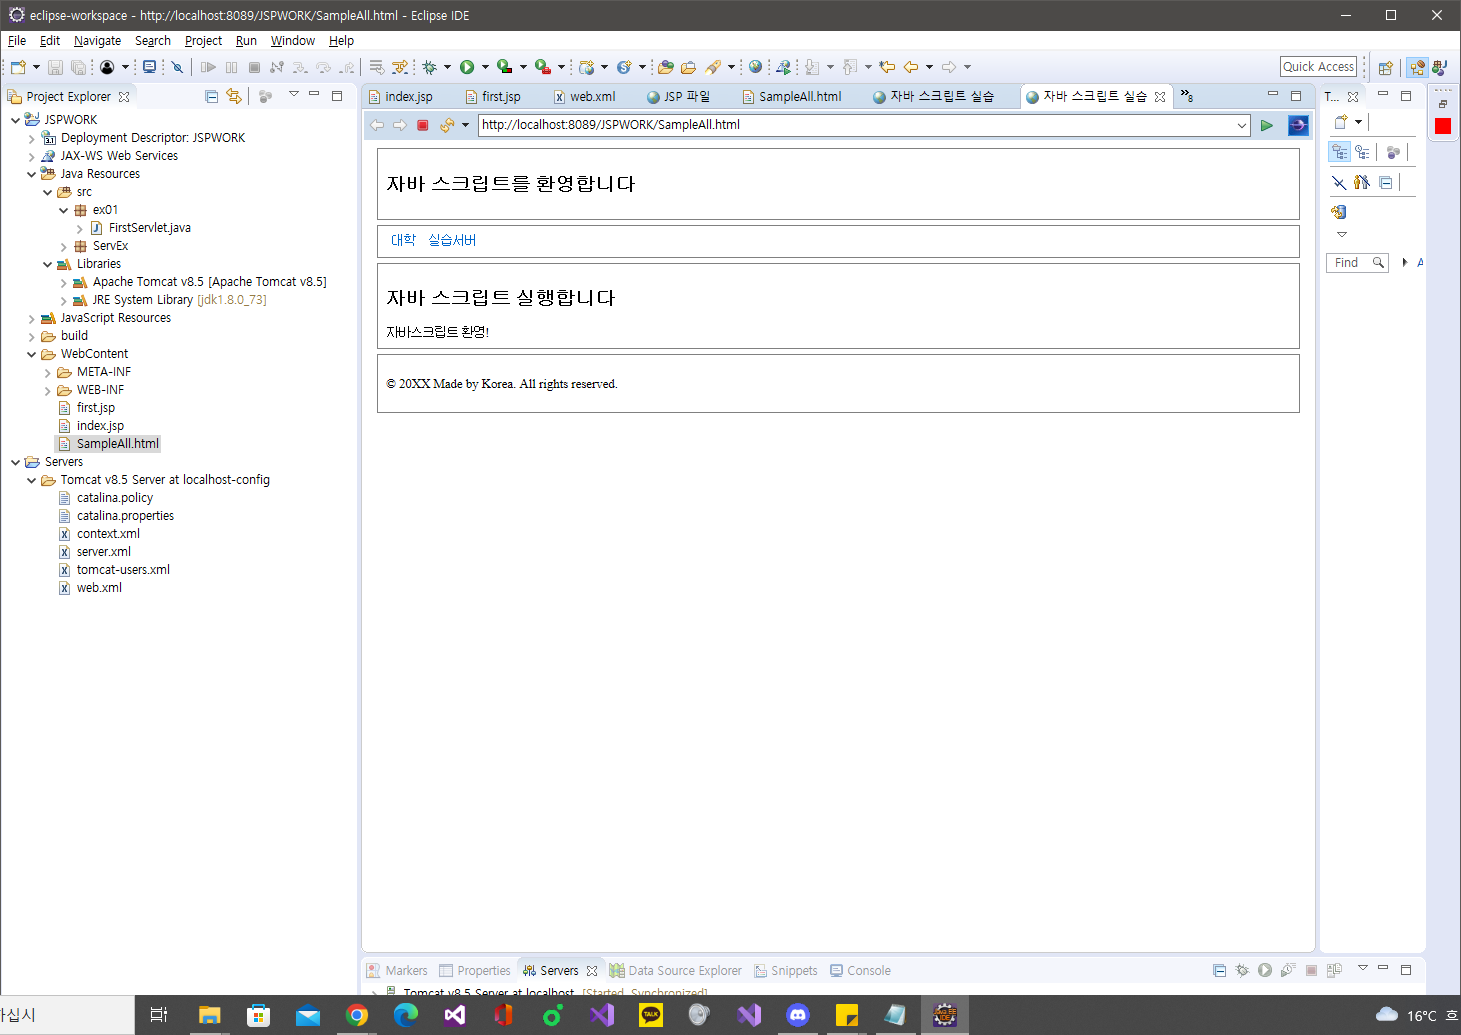 eclipse-workspace - http://localhost:8089/JSPWORK/SampleAll.html - Eclipse IDE
File Edit Navigate Search Project Run Window Help
Quick Access
Project Explorer
JSPWORK
Deployment Descriptor: JSPWORK
JAX-WS Web Services
Java Resources
src
ex01
FirstServlet.java
ServEx
Libraries
Apache Tomcat v8.5 [Apache Tomcat v8.5]
JRE System Library [jdk1.8.0_73]
JavaScript Resources
build
WebContent
META-INF
WEB-INF
first.jsp
index.jsp
SampleAll.html
Servers
Tomcat v8.5 Server at localhost-config
catalina.policy
catalina.properties
context.xml
server.xml
tomcat-users.xml
web.xml
index.jsp first.jsp web.xml JSP 파일 SampleAll.html 자바 스크립트 실습 자바 스크립트 실습 »8
http://localhost:8089/JSPWORK/SampleAll.html
자바 스크립트를 환영합니다
대학 실습서버
자바 스크립트 실행합니다
자바스크립트 환영!
© 20XX Made by Korea. All rights reserved.
T...
Find A
Markers Properties Servers Data Source Explorer Snippets Console
Tomcat v8.5 Server at localhost [Started, Synchronized]
하십시
TALK
16°C